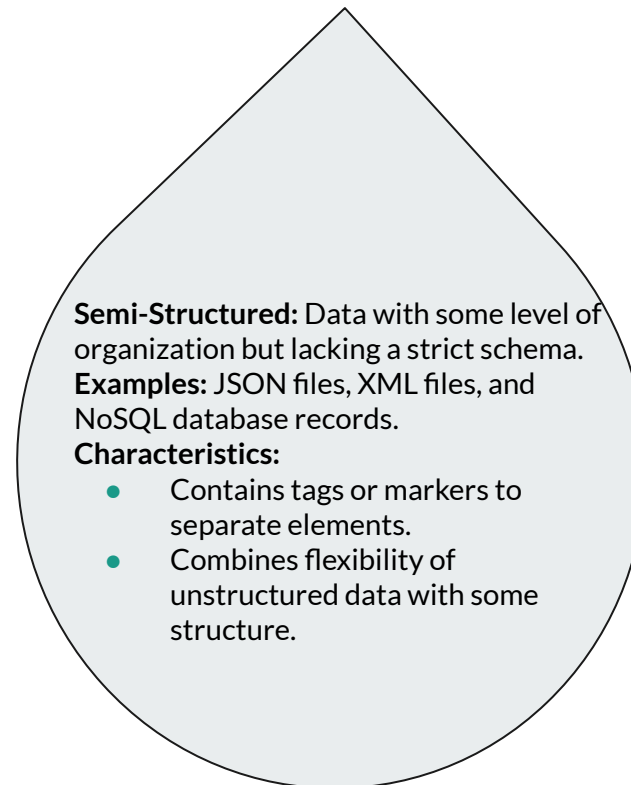 Semi-Structured: Data with some level of
organization but lacking a strict schema.
Examples: JSON files, XML files, and
NoSQL database records.
Characteristics:
● Contains tags or markers to
separate elements.
● Combines flexibility of
unstructured data with some
structure.